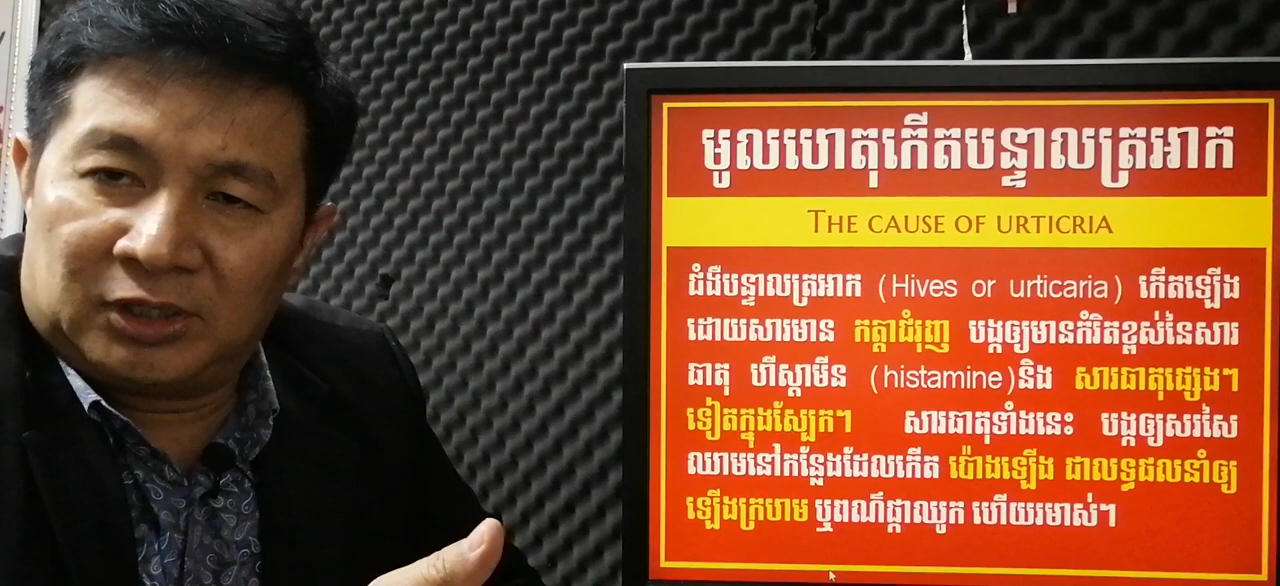 មូលហេតុកើតបន្ទាលត្រអាក
THE CAUSE OF URTICRIA
ជំងឺបន្ទាលត្រអាក (Hives or urticaria) កើតឡើង
ដោយសារមាន កត្តាជំរុញ បង្កឲ្យមានកំរិតខ្ពស់នៃសារ
ធាតុ ហីស្តាមីន (histamine)និង សារធាតុផ្សេងៗ
ទៀតក្នុងស្បែក។ សារធាតុទាំងនេះ បង្កឲ្យសរសៃ
ឈាមនៅកន្លែងដែលកើត ប៉ោងឡើង ជាលទ្ធផលនាំឲ្យ
ឡើងក្រហាម ឬពណ៌ផ្កាឈូក ហើយរមាស់។